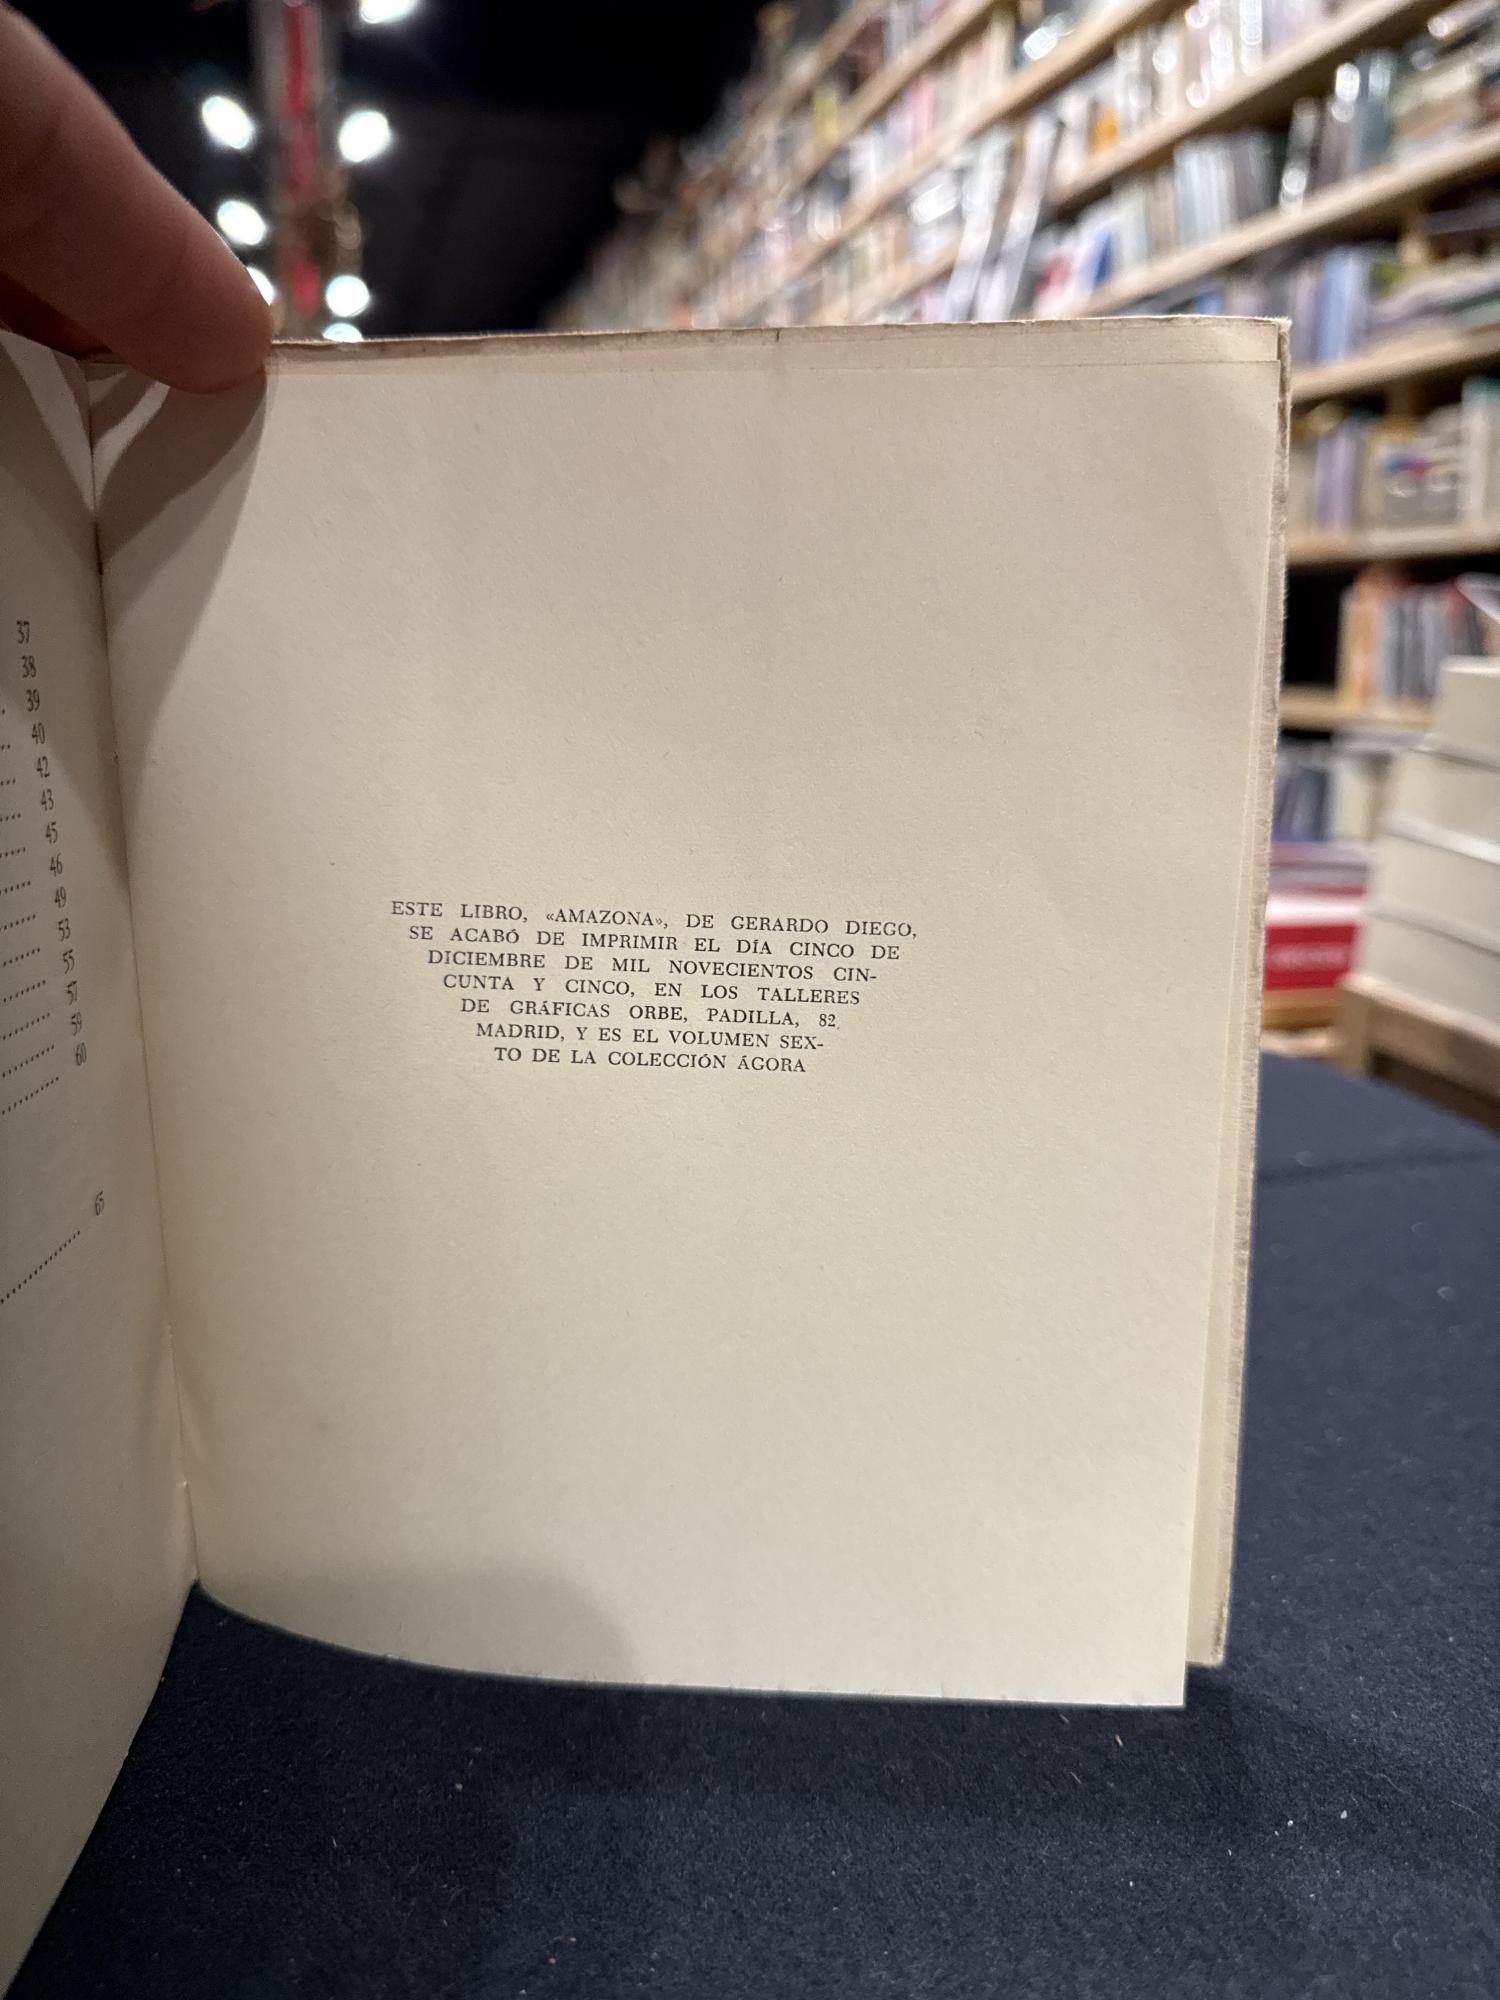 37
38
39
40
42
43
45
46
49
53
55
57
59
60
65
ESTE LIBRO, «AMAZONA», DE GERARDO DIEGO,
SE ACABÓ DE IMPRIMIR EL DÍA CINCO DE
DICIEMBRE DE MIL NOVECIENTOS CIN-
CUNTA Y CINCO, EN LOS TALLERES
DE GRÁFICAS ORBE, PADILLA, 82,
MADRID, Y ES EL VOLUMEN SEX-
TO DE LA COLECCIÓN ÁGORA